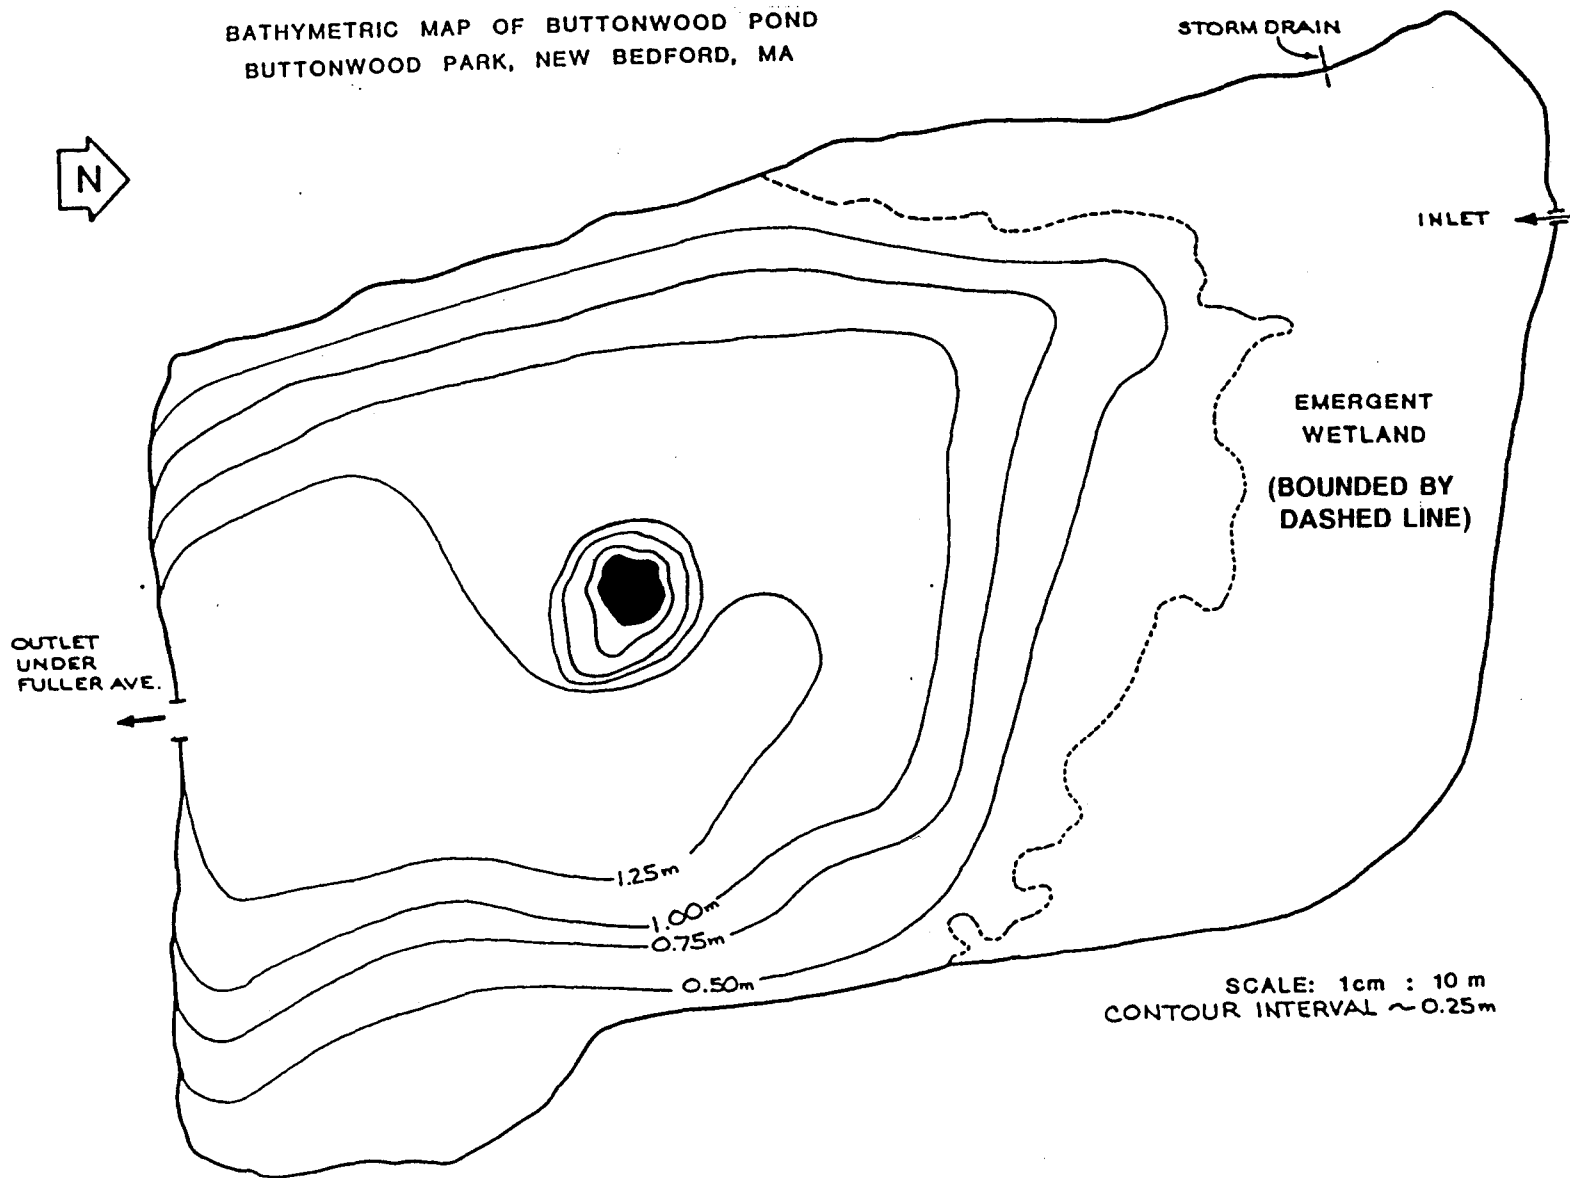 BATHYMETRIC MAP OF BUTTONWOOD POND
BUTTONWOOD PARK, NEW BEDFORD, MA
STORM DRAIN
N
INLET
EMERGENT
WETLAND
(BOUNDED BY
DASHED LINE)
OUTLET
UNDER
FULLER AVE.
1.25m
1.00m
0.75m
0.50m
SCALE: 1cm : 10 m
CONTOUR INTERVAL ~ 0.25m